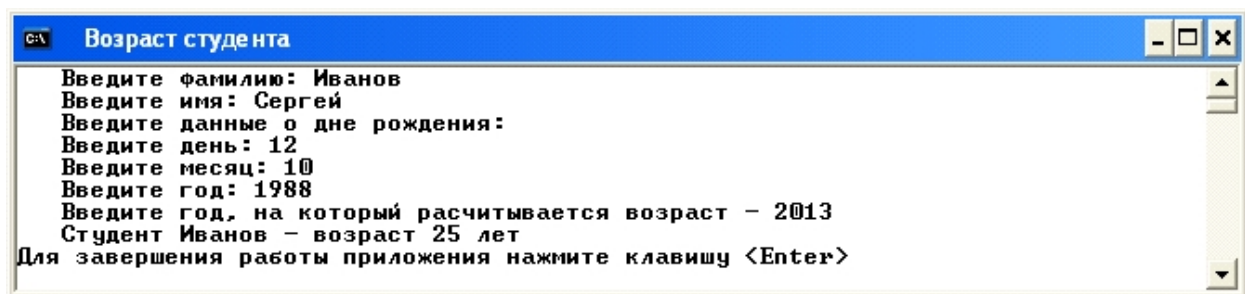 Возраст студента
Введите фамилию: Иванов
Введите имя: Сергей
Введите данные о дне рождения:
Введите день: 12
Введите месяц: 10
Введите год: 1988
Введите год, на который расчитывается возраст - 2013
Студент Иванов - возраст 25 лет
Для завершения работы приложения нажмите клавишу <Enter>